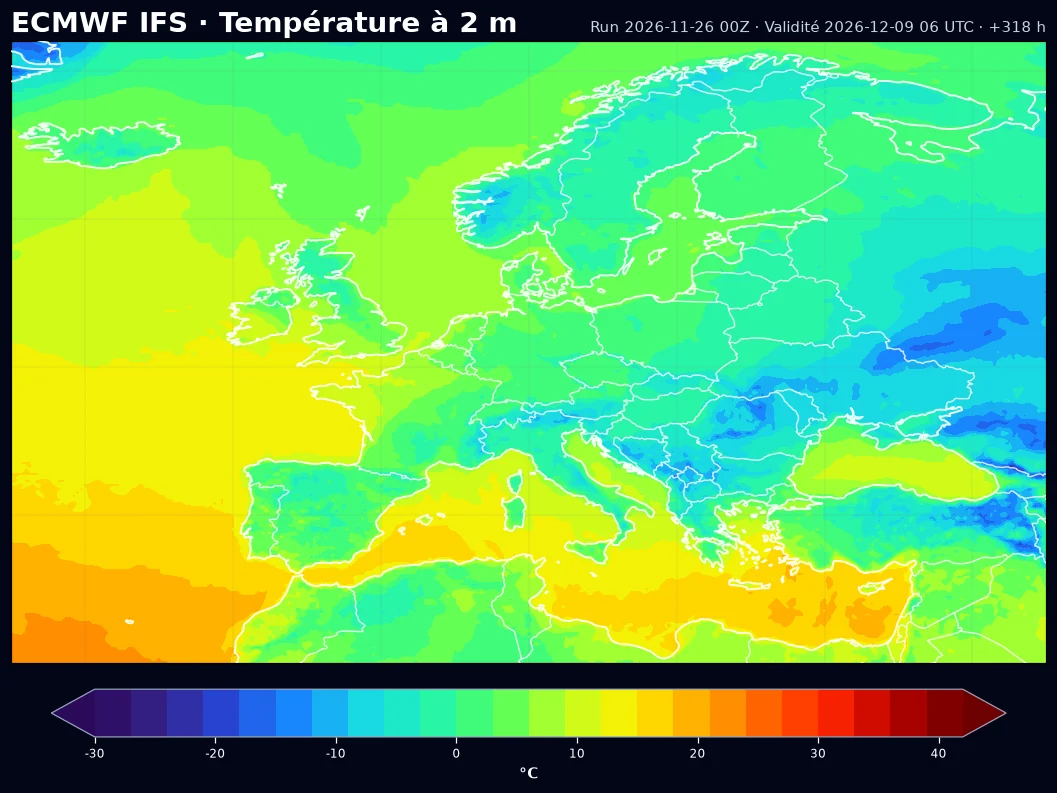 ECMWF IFS · Température à 2 m
Run 2026-11-26 00Z · Validité 2026-12-09 06 UTC · +318 h
-30 -20 -10 0 10 20 30 40
°C